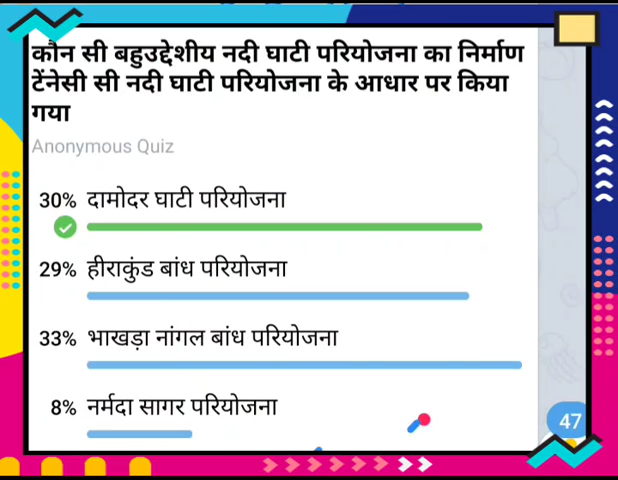 कौन सी बहुउद्देशीय नदी घाटी परियोजना का निर्माण
टेंनेसी सी नदी घाटी परियोजना के आधार पर किया
गया
Anonymous Quiz
30% दामोदर घाटी परियोजना
29% हीराकुंड बांध परियोजना
33% भाखड़ा नांगल बांध परियोजना
8% नर्मदा सागर परियोजना
47